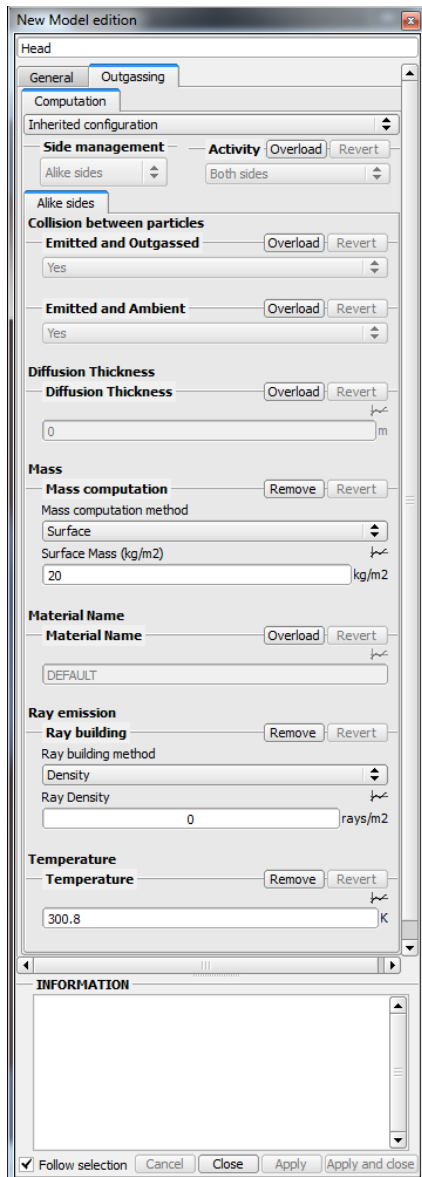 New Model edition
Head
General Outgassing
Computation
Inherited configuration
Side management Activity Overload Revert
Alike sides Both sides
Alike sides
Collision between particles
Emitted and Outgassed Overload Revert
Yes
Emitted and Ambient Overload Revert
Yes
Diffusion Thickness
Diffusion Thickness Overload Revert
0 m
Mass
Mass computation Remove Revert
Mass computation method
Surface
Surface Mass (kg/m2)
20 kg/m2
Material Name
Material Name Overload Revert
DEFAULT
Ray emission
Ray building Remove Revert
Ray building method
Density
Ray Density
0 rays/m2
Temperature
Temperature Remove Revert
300.8 K
INFORMATION
Follow selection Cancel Close Apply Apply and close